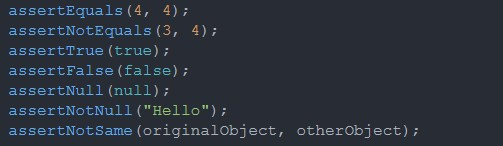 assertEquals(4, 4);
assertNotEquals(3, 4);
assertTrue(true);
assertFalse(false);
assertNull(null);
assertNotNull("Hello");
assertNotSame(originalObject, otherObject);